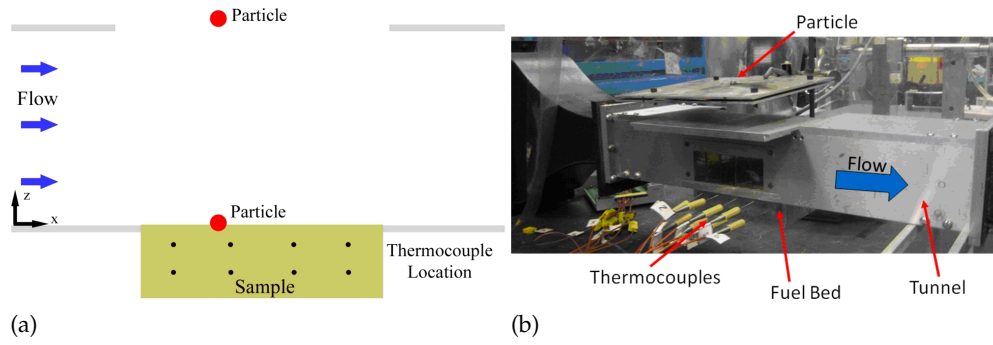 Particle
Flow
z
x
Particle
Thermocouple
Location
Sample
(a)
Particle
Flow
Thermocouples
Fuel Bed
Tunnel
(b)